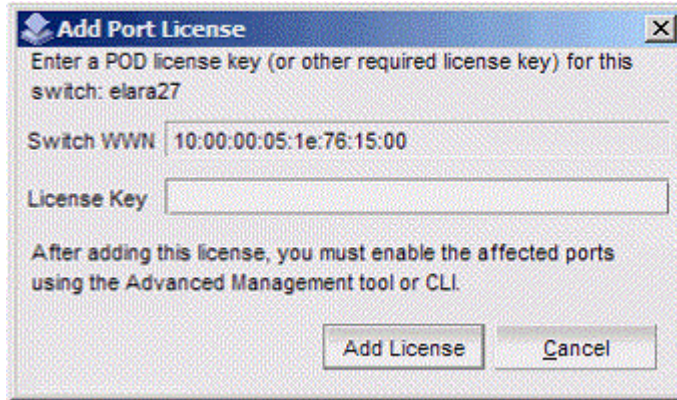 Add Port License
Enter a POD license key (or other required license key) for this
switch: elara27
Switch WWN 10:00:00:05:1e:76:15:00
License Key
After adding this license, you must enable the affected ports
using the Advanced Management tool or CLI.
Add License Cancel